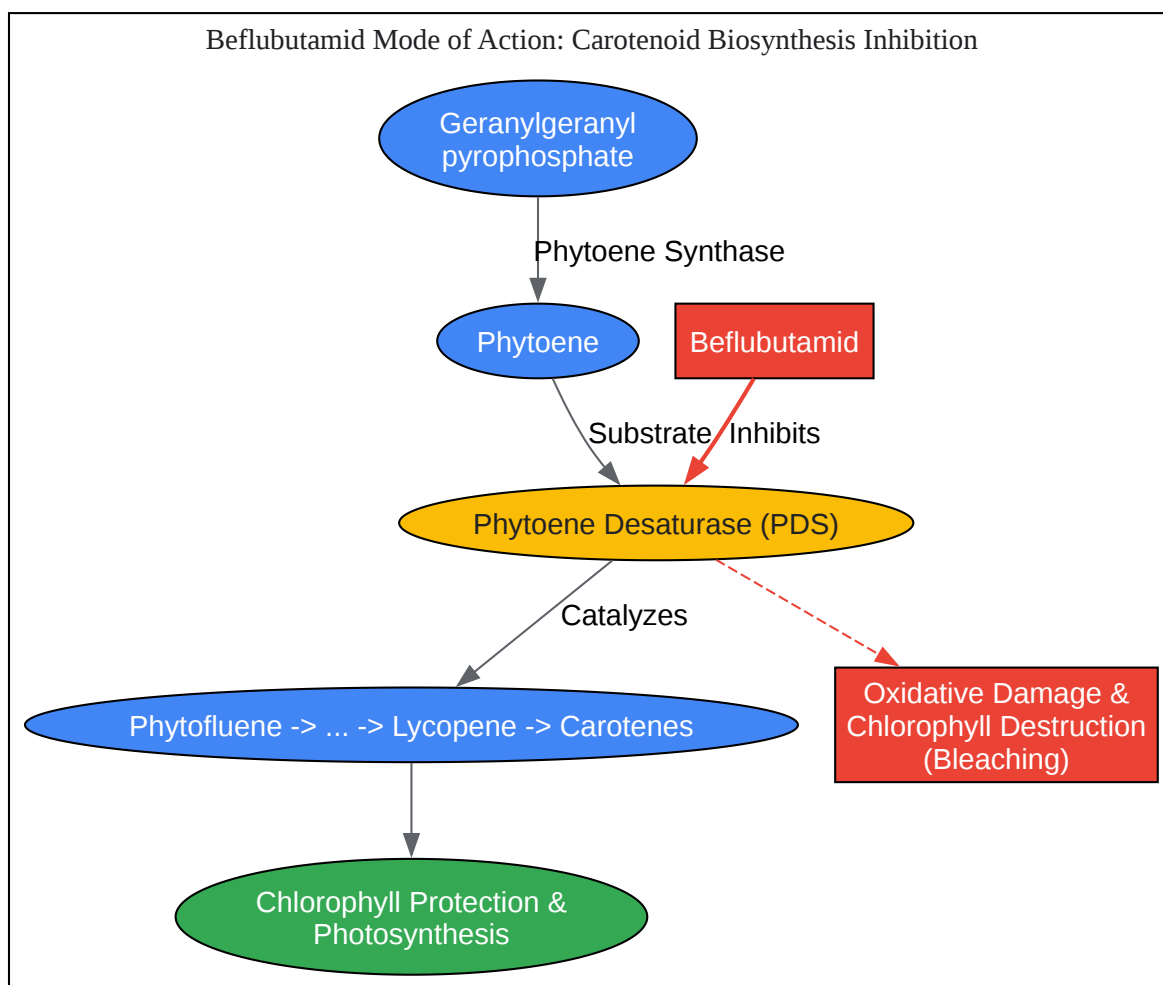 Beflubutamid Mode of Action: Carotenoid Biosynthesis Inhibition
Geranylgeranyl
pyrophosphate
Phytoene Synthase
Phytoene
Beflubutamid
Substrate
Inhibits
Phytoene Desaturase (PDS)
Catalyzes
Phytofluene -> ... -> Lycopene -> Carotenes
Oxidative Damage &
Chlorophyll Destruction
(Bleaching)
Chlorophyll Protection &
Photosynthesis